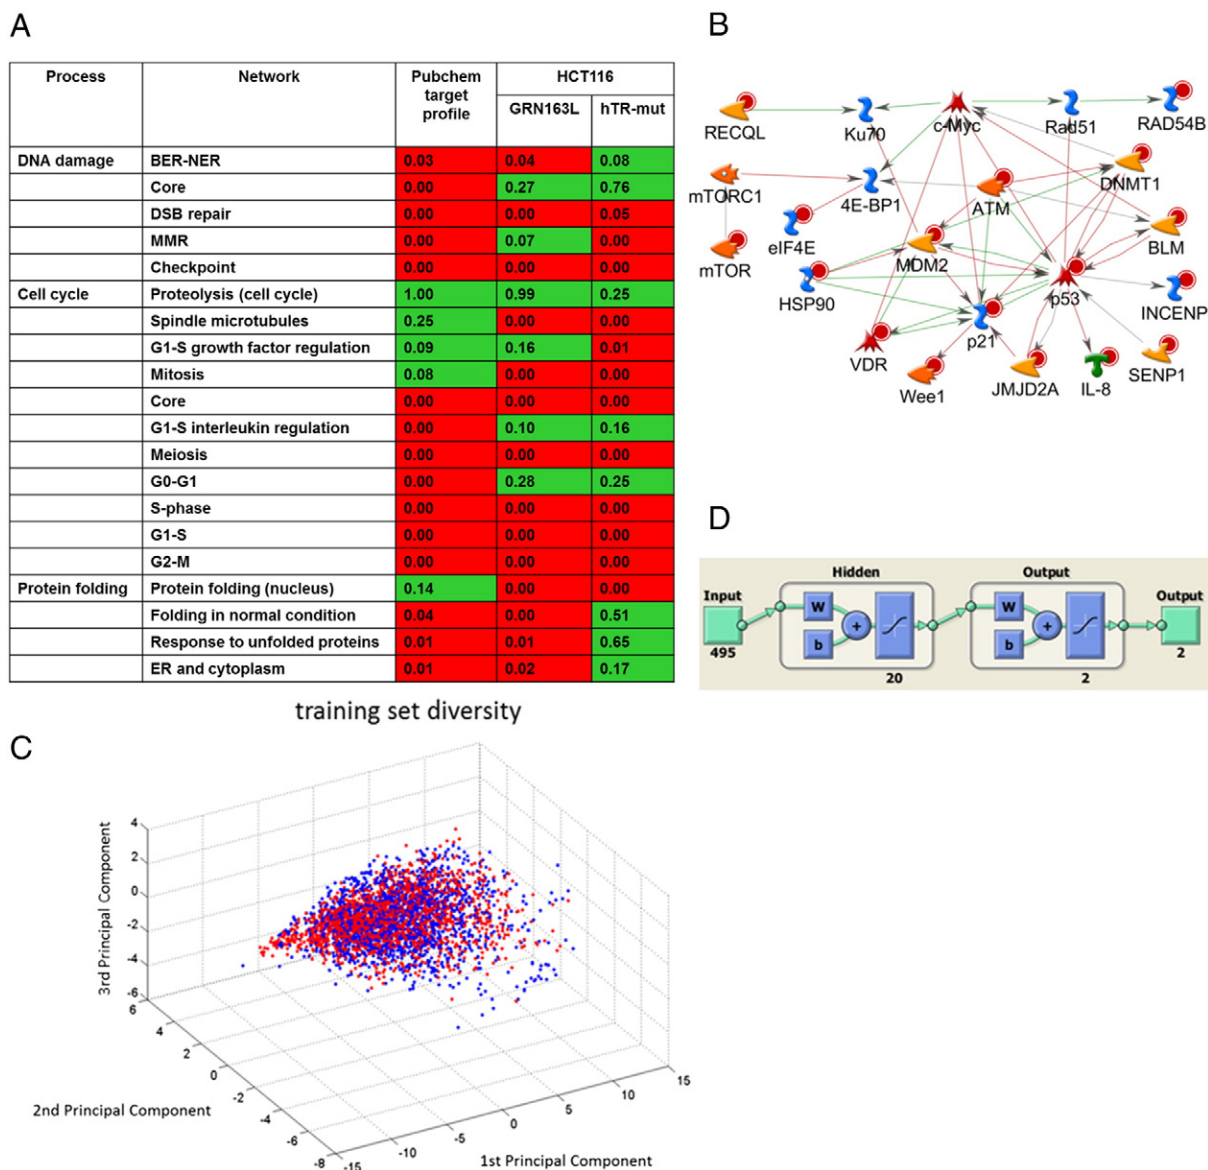 A
Process Network Pubchem target profile HCT116
GRN163L hTR-mut
DNA damage BER-NER 0.03 0.04 0.08
Core 0.00 0.27 0.76
DSB repair 0.00 0.00 0.05
MMR 0.00 0.07 0.00
Checkpoint 0.00 0.00 0.00
Cell cycle Proteolysis (cell cycle) 1.00 0.99 0.25
Spindle microtubules 0.25 0.00 0.00
G1-S growth factor regulation 0.09 0.16 0.01
Mitosis 0.08 0.00 0.00
Core 0.00 0.00 0.00
G1-S interleukin regulation 0.00 0.10 0.16
Meiosis 0.00 0.00 0.00
G0-G1 0.00 0.28 0.25
S-phase 0.00 0.00 0.00
G1-S 0.00 0.00 0.00
G2-M 0.00 0.00 0.00
Protein folding Protein folding (nucleus) 0.14 0.00 0.00
Folding in normal condition 0.04 0.00 0.51
Response to unfolded proteins 0.01 0.01 0.65
ER and cytoplasm 0.01 0.02 0.17
B
RECQL Ku70 c-Myc Rad51 RAD54B
mTORC1 4E-BP1 ATM DNMT1
eIF4E BLM
mTOR MDM2
HSP90 p53 INCENP
VDR p21 SENP1
Wee1 JMJD2A IL-8
training set diversity
C
3rd Principal Component
4
2
0
-2
-4
-6
6
4
2
0
-2
-4
-6
-8
2nd Principal Component
-15
-10
-5
0
5
10
15
1st Principal Component
D
Hidden Output
Input W b + W b + Output
495 20 2 2